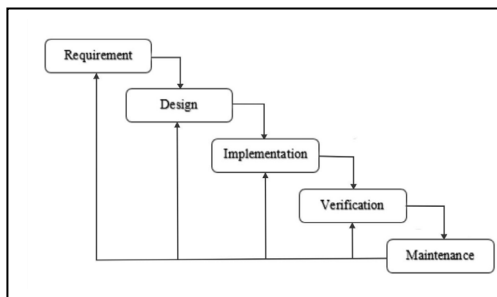 Requirement
Design
Implementation
Verification
Maintenance